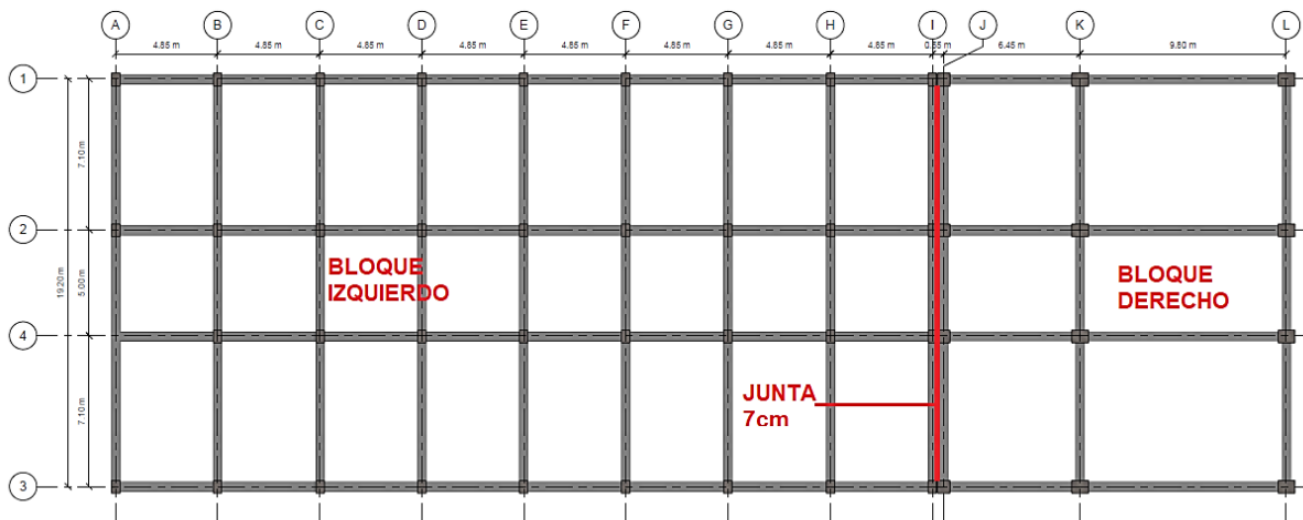 A B C D E F G H I J K L
4.85 m 4.85 m 4.85 m 4.85 m 4.85 m 4.85 m 4.85 m 4.85 m 6.45 m 9.80 m
1
7.10 m
2
BLOQUE
IZQUIERDO
BLOQUE
DERECHO
19.20 m
5.00 m
4
JUNTA
7cm
7.10 m
3